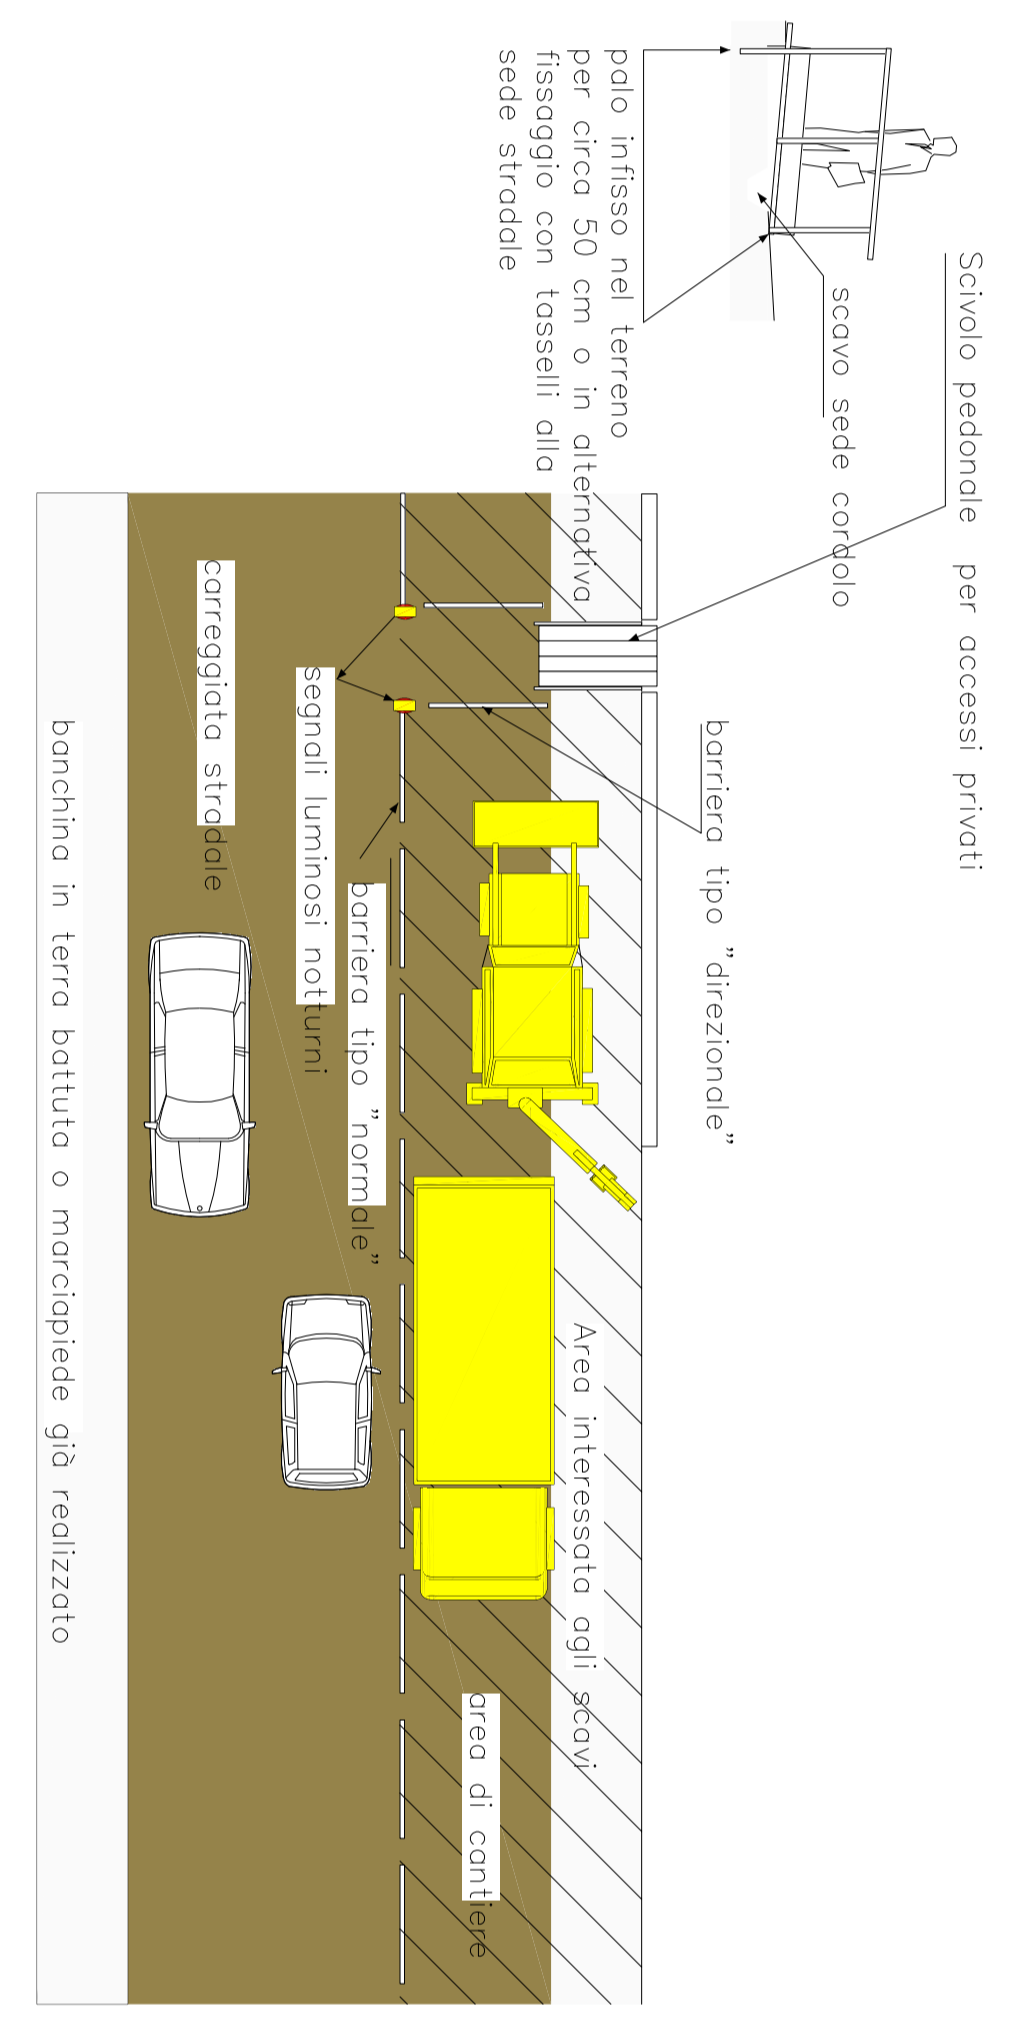 Scivolo pedonale per accessi privati
scavo sede cordolo
barriera tipo "direzionale"
palo infisso nel terreno
per circa 50 cm o in alternativa
fissaggio con tasselli alla
sede stradale
Area interessata agli scavi
area di cantiere
barriera tipo "normale"
segnali luminosi notturni
carreggiata stradale
banchina in terra battuta o marciapiede già realizzato